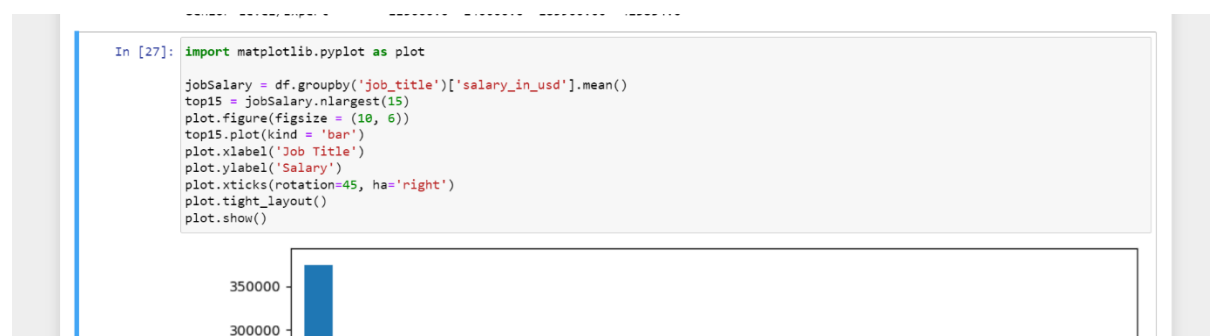 In [27]: import matplotlib.pyplot as plot
jobSalary = df.groupby('job_title')['salary_in_usd'].mean()
top15 = jobSalary.nlargest(15)
plot.figure(figsize = (10, 6))
top15.plot(kind = 'bar')
plot.xlabel('Job Title')
plot.ylabel('Salary')
plot.xticks(rotation=45, ha='right')
plot.tight_layout()
plot.show()
350000
300000